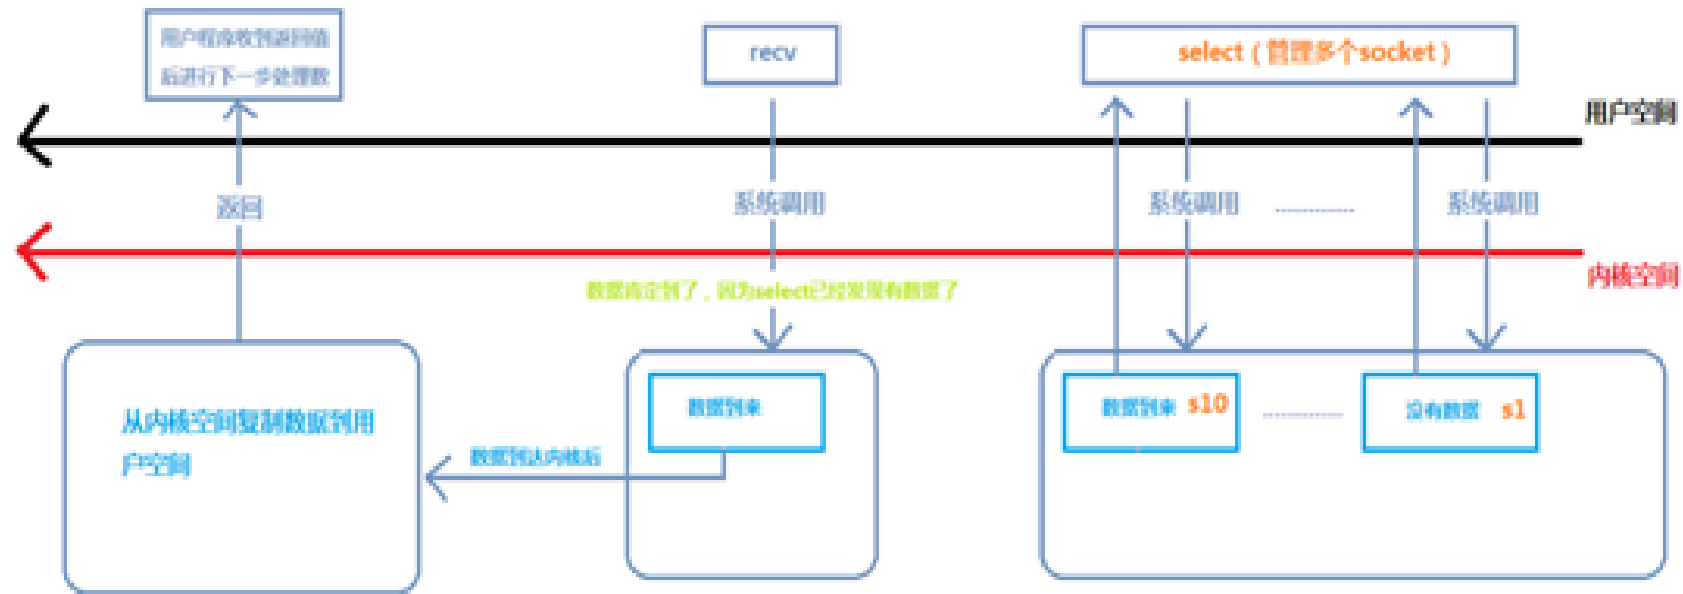 用户程序收到返回值
后进行下一步处理数
recv
select（管理多个socket）
用户空间
返回
系统调用
系统调用
............
系统调用
内核空间
数据肯定到了，因为select已经发现有数据了
从内核空间复制数据到用
户空间
数据到来
数据到达内核后
数据到来 s10
............
没有数据 s1